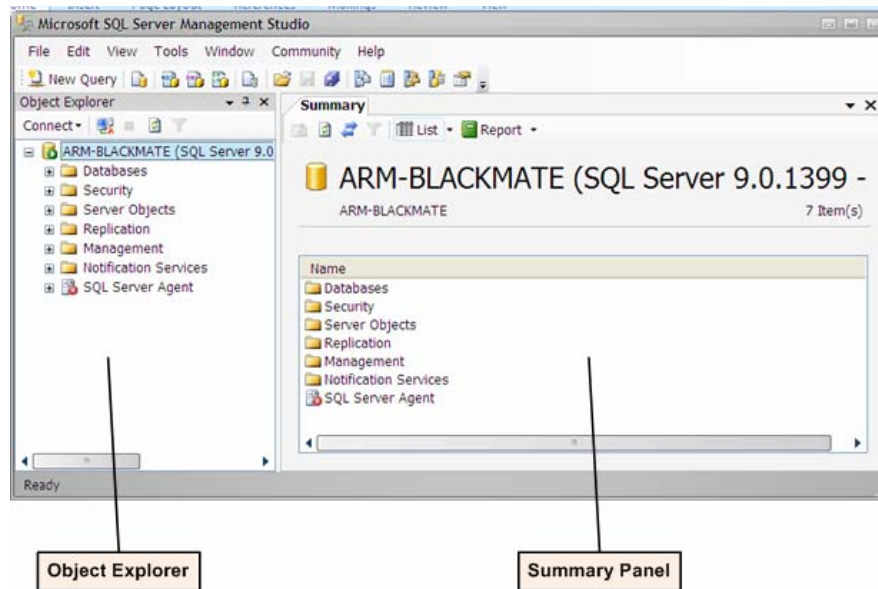 Microsoft SQL Server Management Studio
File Edit View Tools Window Community Help
New Query
Object Explorer
Connect
ARM-BLACKMATE (SQL Server 9.0
Databases
Security
Server Objects
Replication
Management
Notification Services
SQL Server Agent
Summary
List Report
ARM-BLACKMATE (SQL Server 9.0.1399 -
ARM-BLACKMATE 7 Item(s)
Name
Databases
Security
Server Objects
Replication
Management
Notification Services
SQL Server Agent
Ready
Object Explorer
Summary Panel